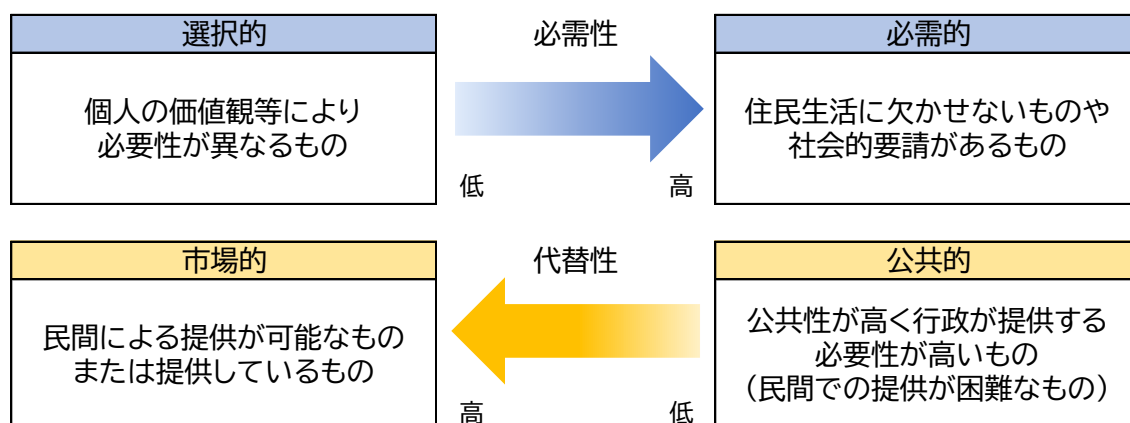 選択的
必需性
必需的
個人の価値観等により
必要性が異なるもの
住民生活に欠かせないものや
社会的要請があるもの
低
高
市場的
代替性
公共的
民間による提供が可能なもの
または提供しているもの
公共性が高く行政が提供する
必要性が高いもの
（民間での提供が困難なもの）
高
低